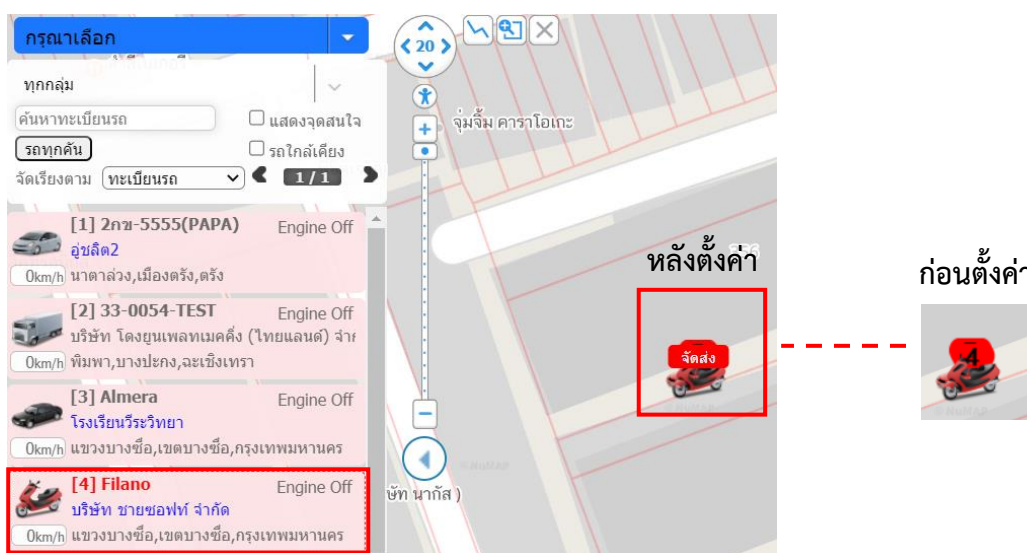 กรุณาเลือก
ทุกกลุ่ม
ค้นหาทะเบียนรถ
แสดงจุดสนใจ
รถทุกคัน
รถใกล้เคียง
จัดเรียงตาม ทะเบียนรถ 1/1
[1] 2กข-5555(PAPA) Engine Off
อู่ชลิต2
0km/h นาตาล่วง,เมืองตรัง,ตรัง
[2] 33-0054-TEST Engine Off
บริษัท โดงยูนเพลทเมคคิ่ง (ไทยแลนด์)
0km/h พิมพา,บางปะกง,ฉะเชิงเทรา
[3] Almera Engine Off
โรงเรียนวีระวิทยา
0km/h แขวงบางซื่อ,เขตบางซื่อ,กรุงเทพมหานคร
[4] Filano Engine Off
บริษัท ชายซอฟท์ จำกัด
0km/h แขวงบางซื่อ,เขตบางซื่อ,กรุงเทพมหานคร
20
จุ่มจิ้ม คาราโอเกะ
ษัท นากัส )
หลังตั้งค่า
จัดส่ง
ก่อนตั้งค่า
4
© NuMAP